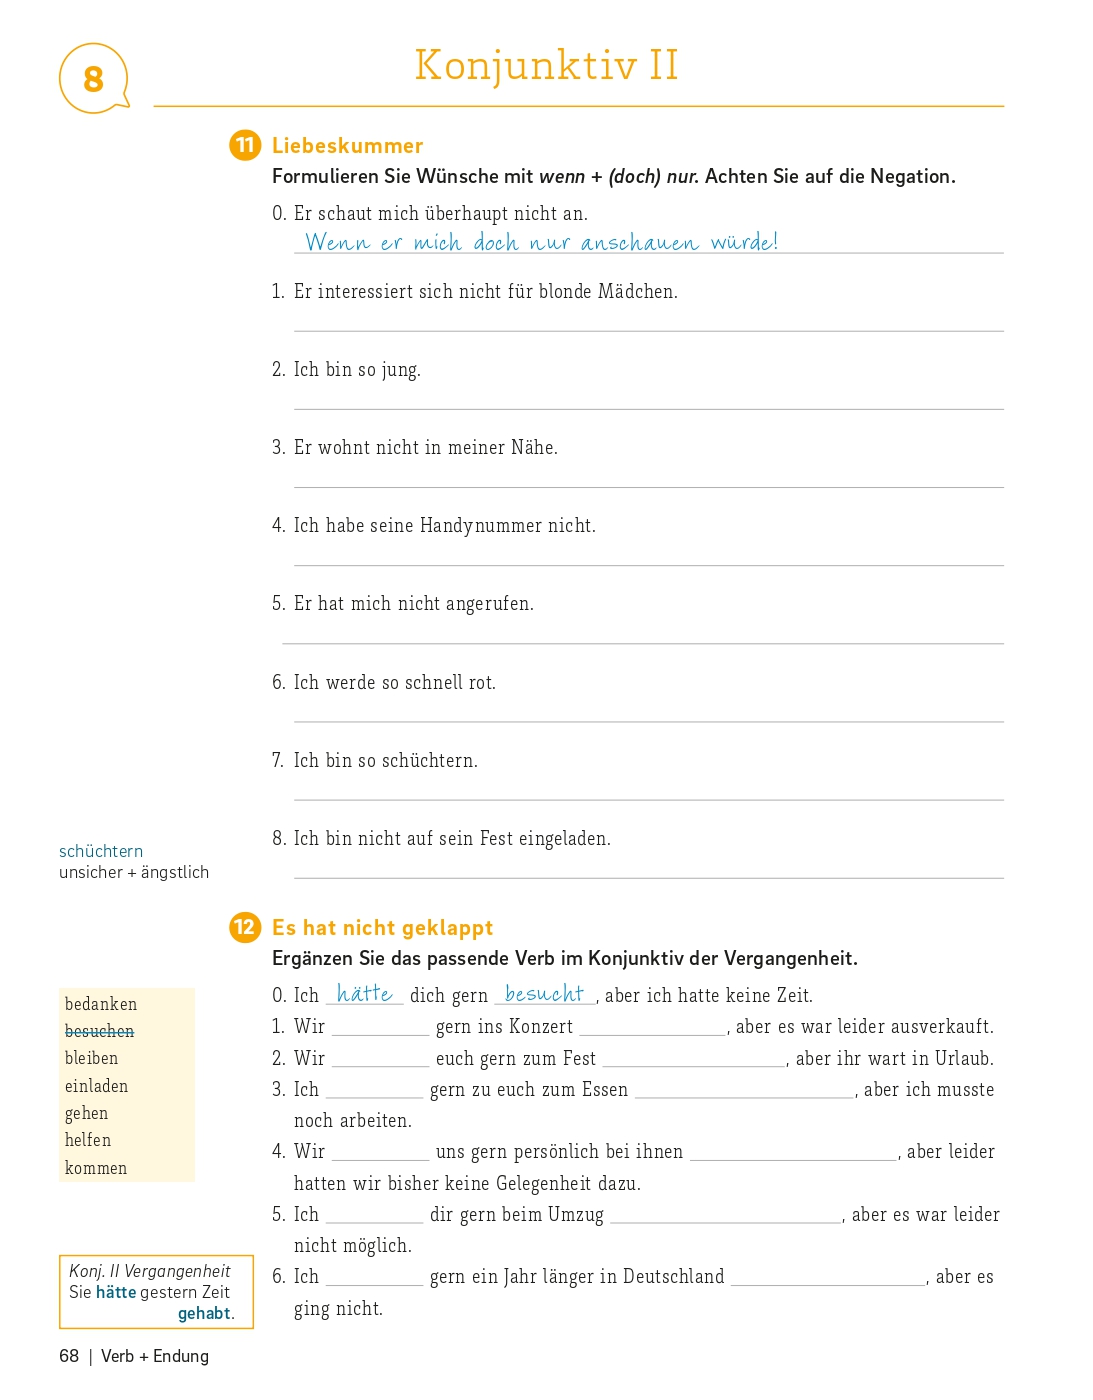 8
Konjunktiv II
11 Liebeskummer
Formulieren Sie Wünsche mit wenn + (doch) nur. Achten Sie auf die Negation.
0. Er schaut mich überhaupt nicht an.
Wenn er mich doch nur anschauen würde!
1. Er interessiert sich nicht für blonde Mädchen.
2. Ich bin so jung.
3. Er wohnt nicht in meiner Nähe.
4. Ich habe seine Handynummer nicht.
5. Er hat mich nicht angerufen.
6. Ich werde so schnell rot.
7. Ich bin so schüchtern.
8. Ich bin nicht auf sein Fest eingeladen.
schüchtern
unsicher + ängstlich
12 Es hat nicht geklappt
Ergänzen Sie das passende Verb im Konjunktiv der Vergangenheit.
bedanken
besuchen
bleiben
einladen
gehen
helfen
kommen
0. Ich hätte dich gern besucht, aber ich hatte keine Zeit.
1. Wir ______ gern ins Konzert ______, aber es war leider ausverkauft.
2. Wir ______ euch gern zum Fest ______, aber ihr wart in Urlaub.
3. Ich ______ gern zu euch zum Essen ______, aber ich musste
noch arbeiten.
4. Wir ______ uns gern persönlich bei ihnen ______, aber leider
hatten wir bisher keine Gelegenheit dazu.
5. Ich ______ dir gern beim Umzug ______, aber es war leider
nicht möglich.
6. Ich ______ gern ein Jahr länger in Deutschland ______, aber es
ging nicht.
Konj. II Vergangenheit
Sie hätte gestern Zeit
gehabt.
68 | Verb + Endung